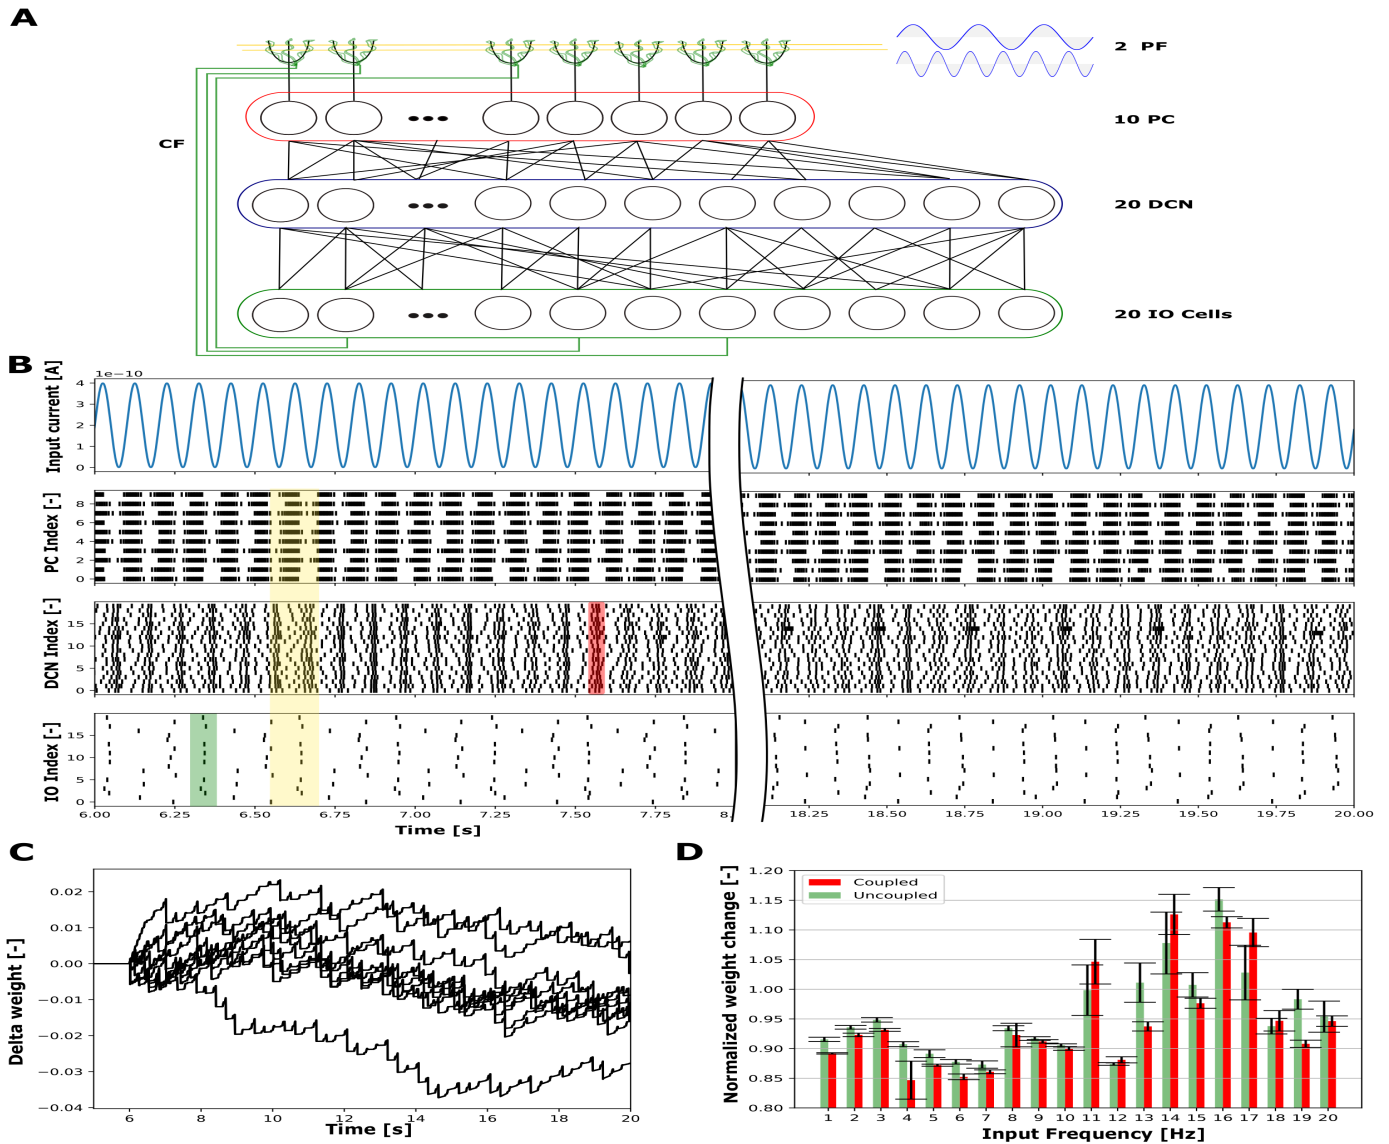 A
2 PF
10 PC
CF
20 DCN
20 IO Cells
B
Input current [A]
1e−10
4
3
2
1
0
PC Index [-]
8
6
4
2
0
DCN Index [-]
15
10
5
0
IO Index [-]
15
10
5
0
6.00 6.25 6.50 6.75 7.00 7.25 7.50 7.75 8. 18.25 18.50 18.75 19.00 19.25 19.50 19.75 20.00
Time [s]
C
Delta weight [-]
0.02
0.01
0.00
−0.01
−0.02
−0.03
−0.04
6 8 10 12 14 16 18 20
Time [s]
D
Normalized weight change [-]
1.20
1.15
1.10
1.05
1.00
0.95
0.90
0.85
0.80
Coupled
Uncoupled
1 2 3 4 5 6 7 8 9 10 11 12 13 14 15 16 17 18 19 20
Input Frequency [Hz]